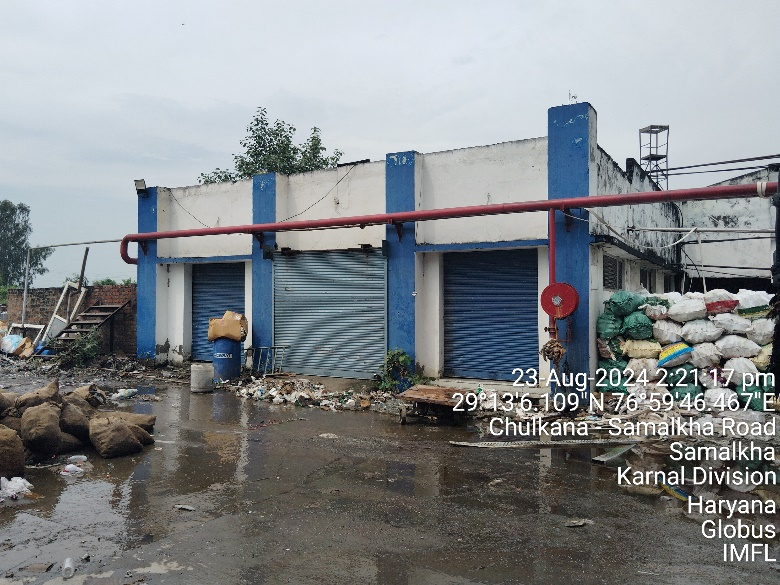 23-Aug-2024 2:21:17 pm
29°13'6.109"N 76°59'46.467"E
Chulkana - Samalkha Road
Samalkha
Karnal Division
Haryana
Globus
IMFL